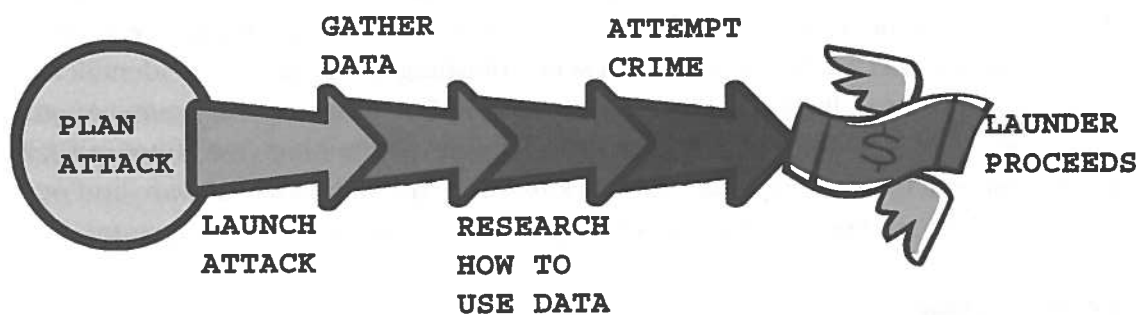 PLAN
ATTACK
LAUNCH
ATTACK
GATHER
DATA
RESEARCH
HOW TO
USE DATA
ATTEMPT
CRIME
$
LAUNDER
PROCEEDS